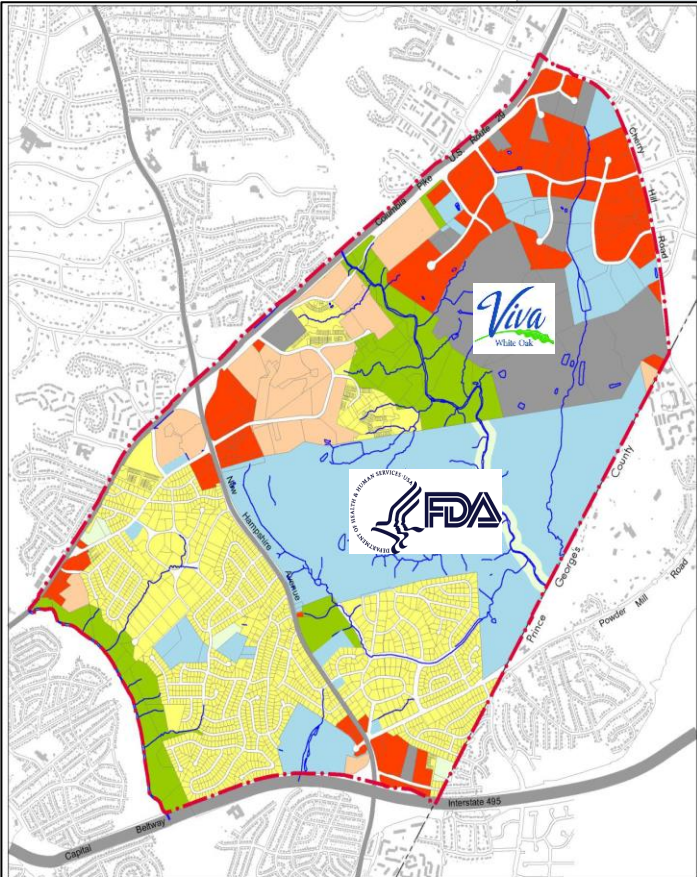 Columbia Pike U.S. Route 29
Cherry Hill Road
Viva
White Oak
New Hampshire Avenue
DEPARTMENT OF HEALTH & HUMAN SERVICES·USA
FDA
Prince Georges County
Powder Mill Road
Capital Beltway
Interstate 495